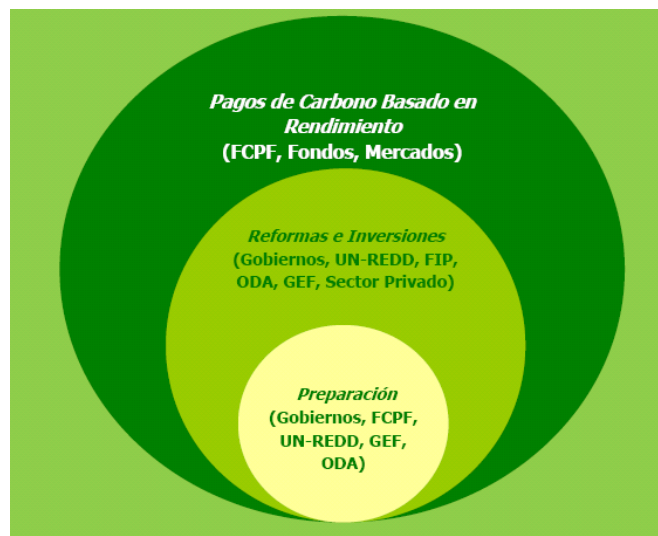 Pagos de Carbono Basado en
Rendimiento
(FCPF, Fondos, Mercados)
Reformas e Inversiones
(Gobiernos, UN-REDD, FIP,
ODA, GEF, Sector Privado)
Preparación
(Gobiernos, FCPF,
UN-REDD, GEF,
ODA)